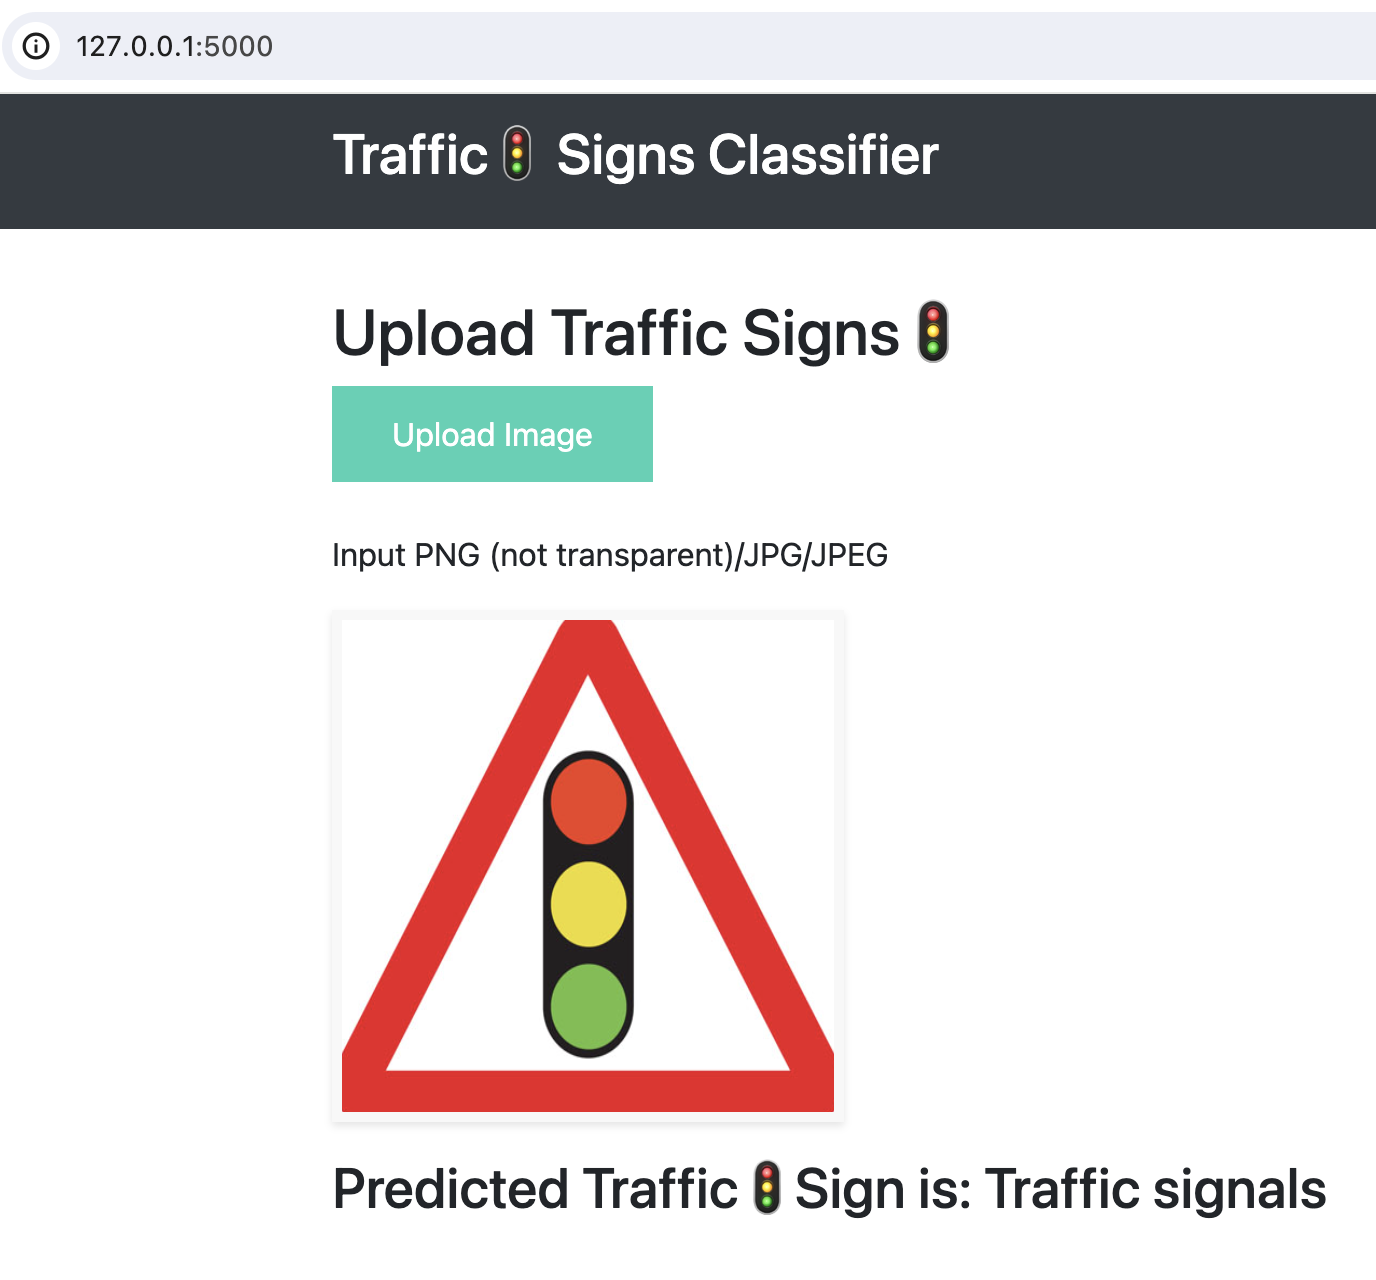 127.0.0.1:5000
Traffic🚦 Signs Classifier
Upload Traffic Signs🚦
Upload Image
Input PNG (not transparent)/JPG/JPEG
Predicted Traffic🚦Sign is: Traffic signals